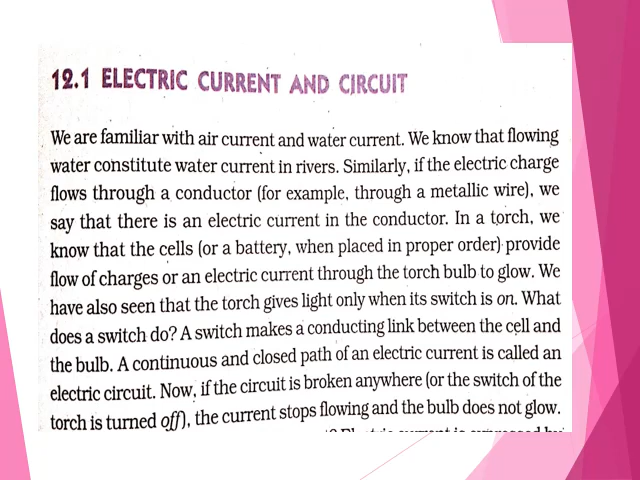 12.1 ELECTRIC CURRENT AND CIRCUIT
We are familiar with air current and water current. We know that flowing
water constitute water current in rivers. Similarly, if the electric charge
flows through a conductor (for example, through a metallic wire), we
say that there is an electric current in the conductor. In a torch, we
know that the cells (or a battery, when placed in proper order) provide
flow of charges or an electric current through the torch bulb to glow. We
have also seen that the torch gives light only when its switch is on. What
does a switch do? A switch makes a conducting link between the cell and
the bulb. A continuous and closed path of an electric current is called an
electric circuit. Now, if the circuit is broken anywhere (or the switch of the
torch is turned off), the current stops flowing and the bulb does not glow.